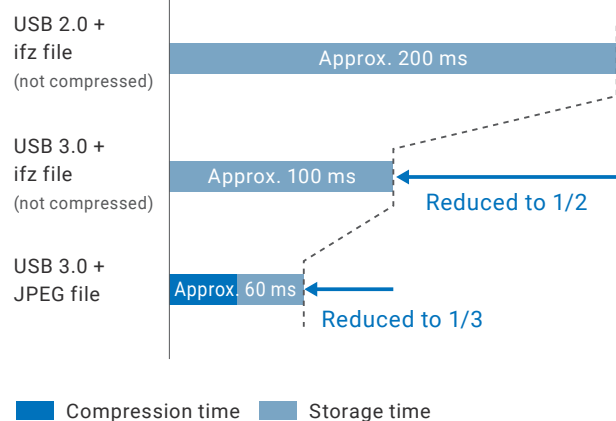 USB 2.0 +
ifz file
(not compressed)
Approx. 200 ms
USB 3.0 +
ifz file
(not compressed)
Approx. 100 ms
Reduced to 1/2
USB 3.0 +
JPEG file
Approx. 60 ms
Reduced to 1/3
Compression time
Storage time